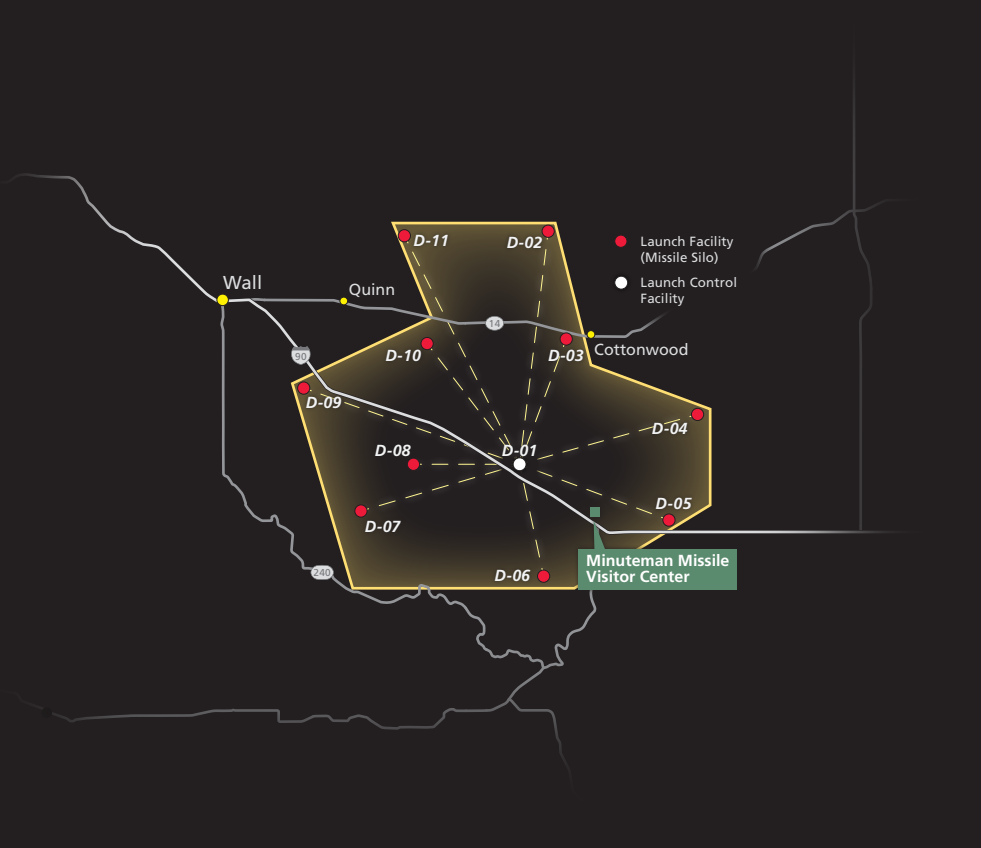 D-11
D-02
Launch Facility
(Missile Silo)
Launch Control
Facility
Wall
Quinn
14
90
D-10
D-03
Cottonwood
D-09
D-04
D-08
D-01
D-05
D-07
240
D-06
Minuteman Missile
Visitor Center